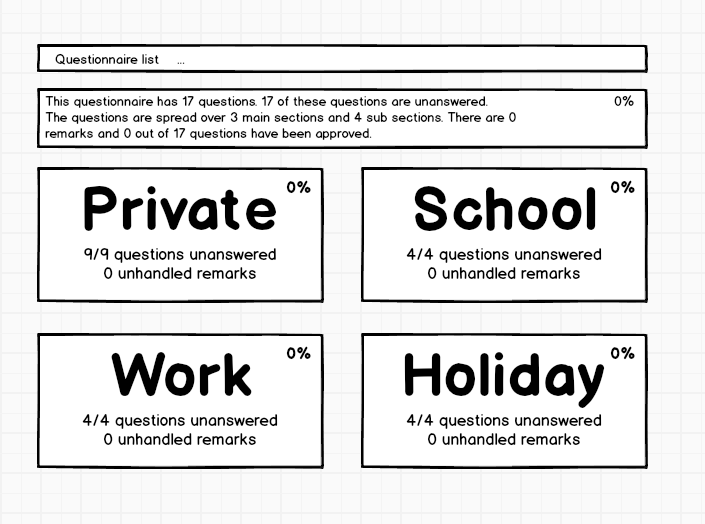 Questionnaire list ...
This questionnaire has 17 questions. 17 of these questions are unanswered. 0%
The questions are spread over 3 main sections and 4 sub sections. There are 0
remarks and 0 out of 17 questions have been approved.
Private 0%
9/9 questions unanswered
0 unhandled remarks
School 0%
4/4 questions unanswered
0 unhandled remarks
Work 0%
4/4 questions unanswered
0 unhandled remarks
Holiday 0%
4/4 questions unanswered
0 unhandled remarks